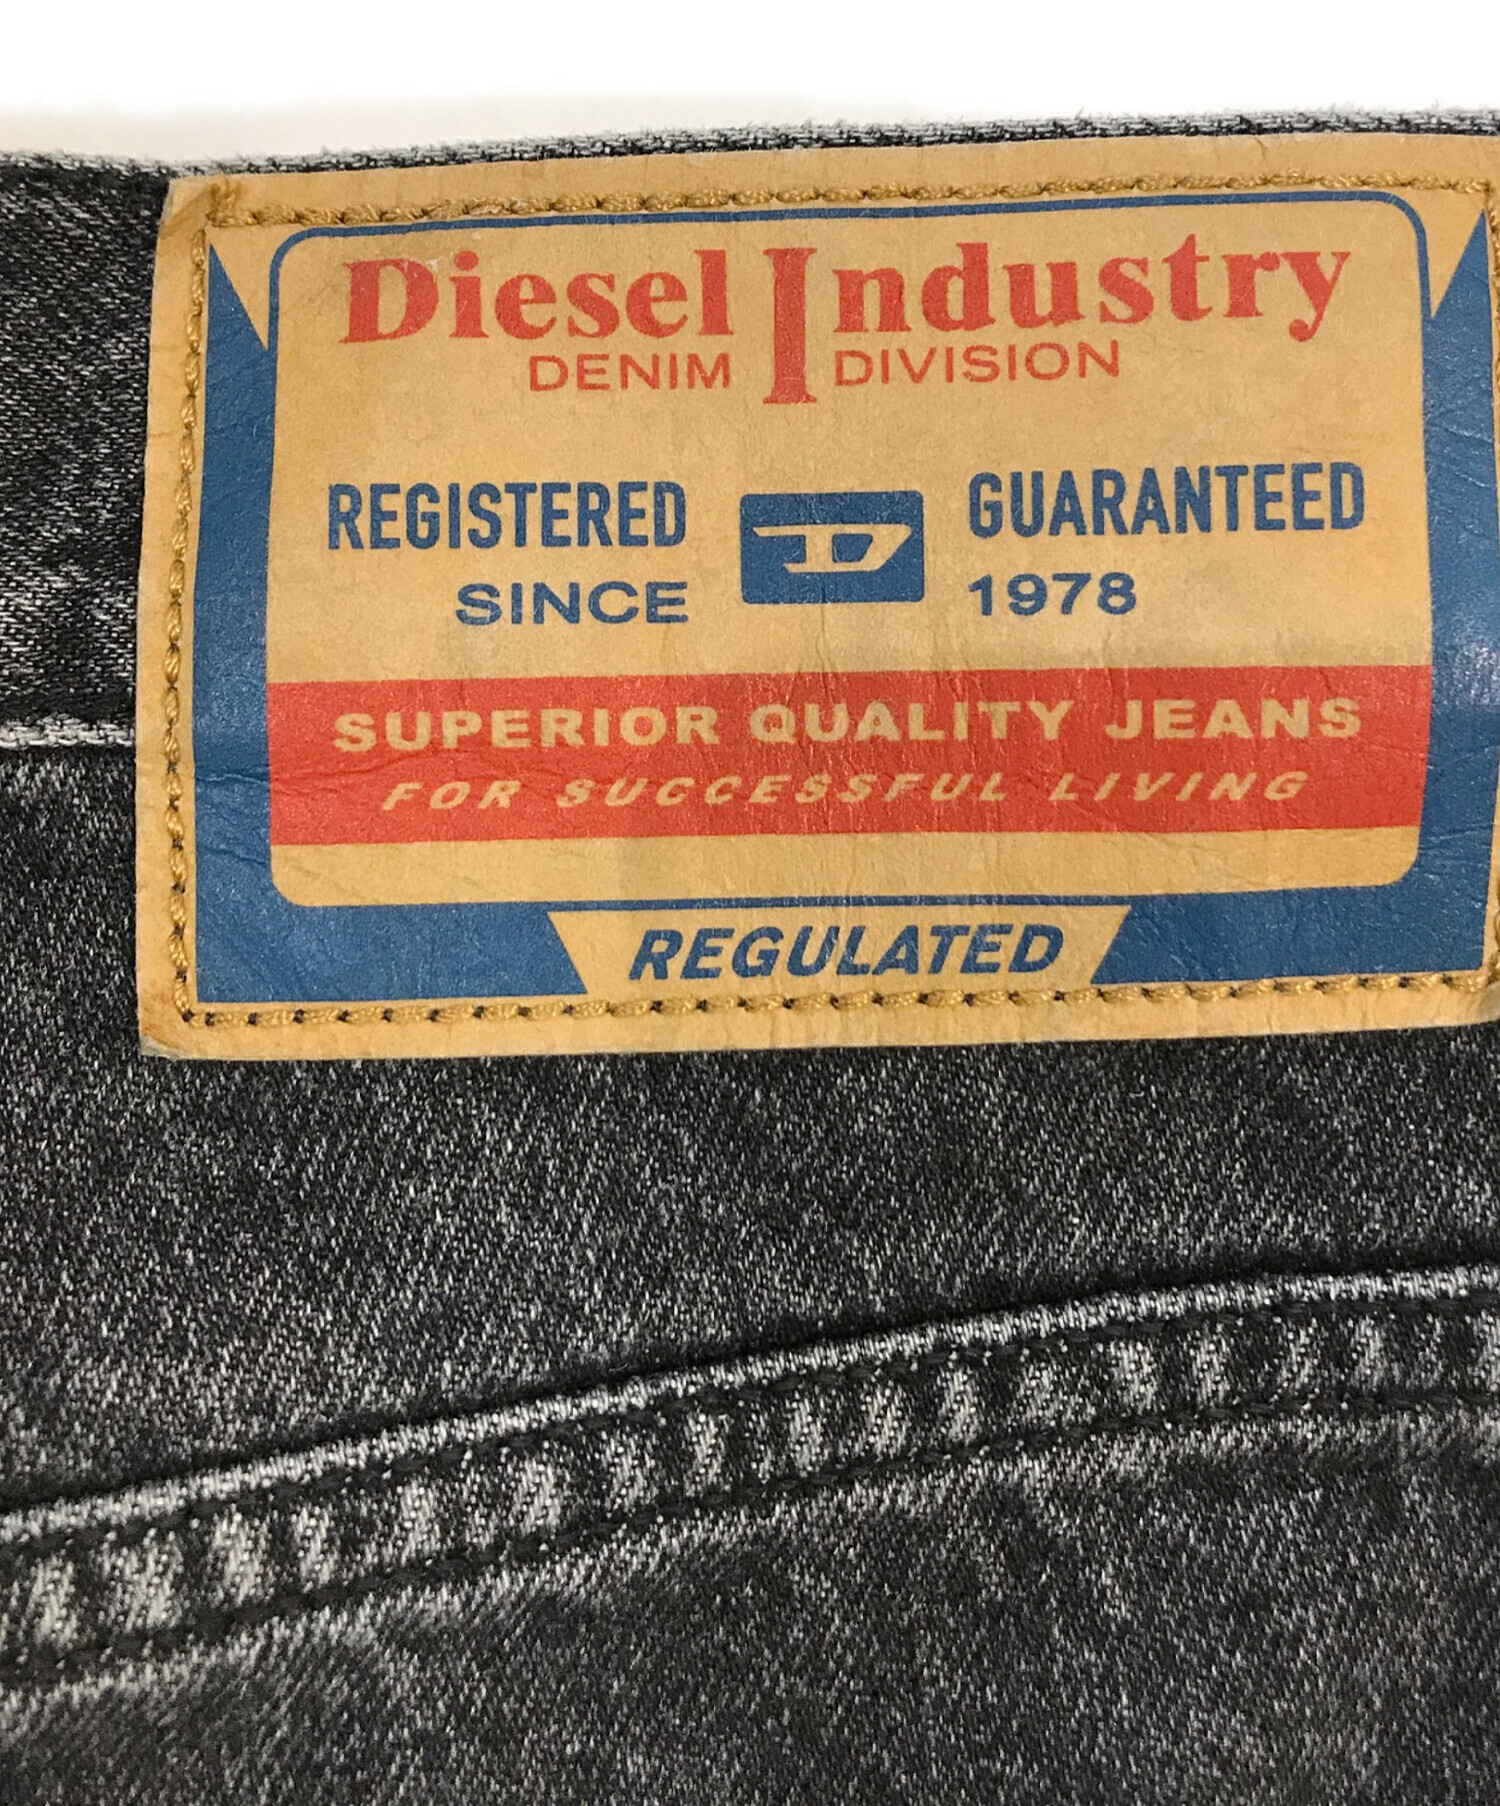 Diesel Industry
DENIM DIVISION
REGISTERED D GUARANTEED
SINCE 1978
SUPERIOR QUALITY JEANS
FOR SUCCESSFUL LIVING
REGULATED